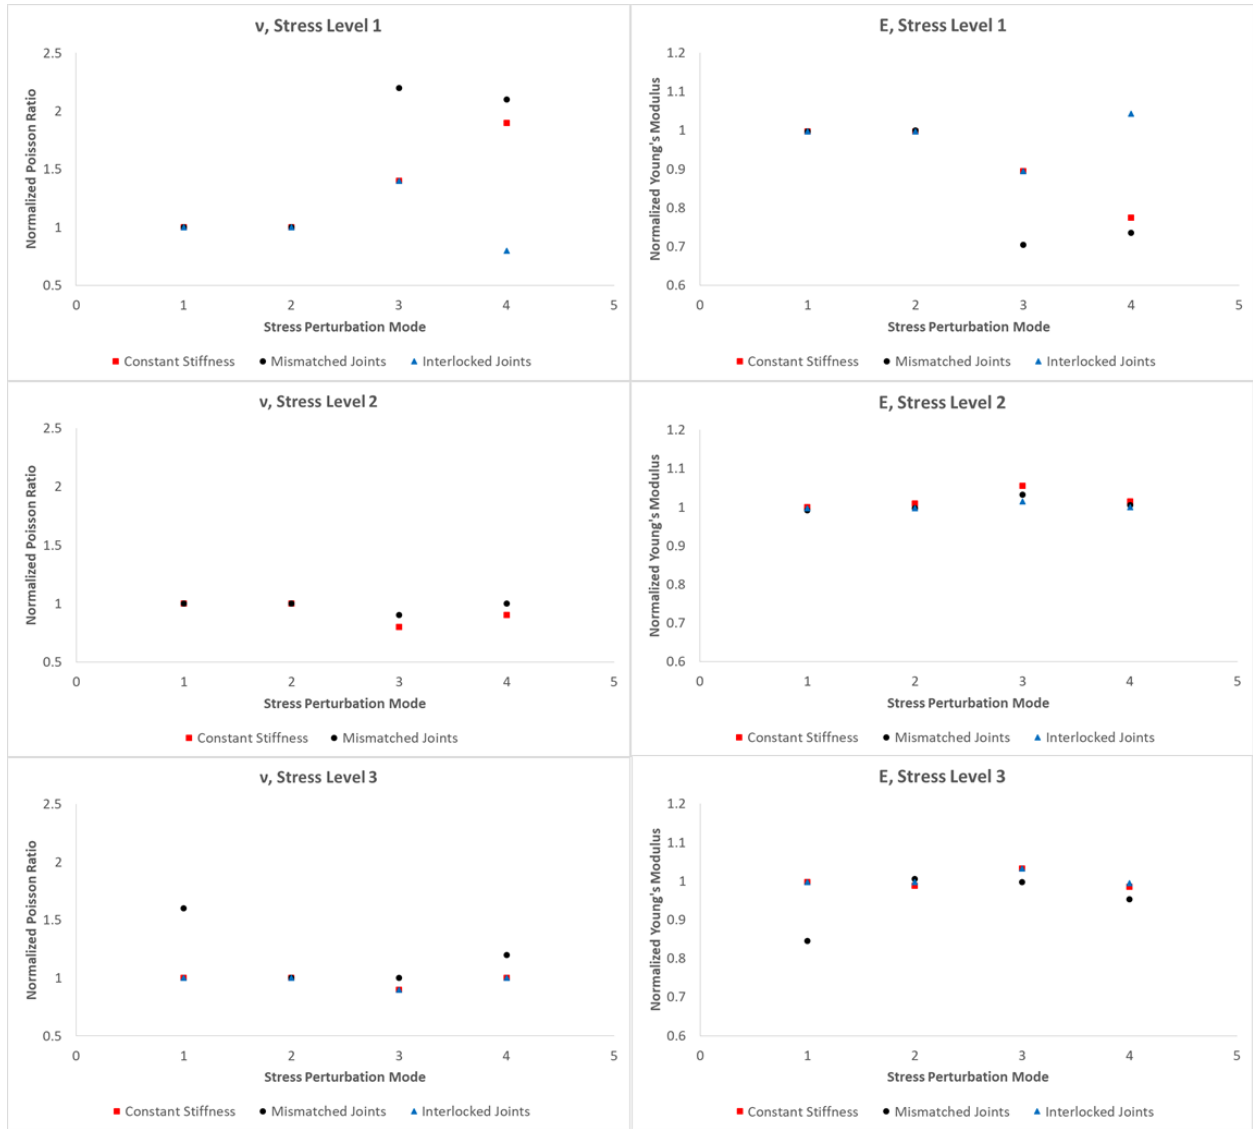 ν, Stress Level 1
Normalized Poisson Ratio
2.5
2
1.5
1
0.5
0 1 2 3 4 5
Stress Perturbation Mode
Constant Stiffness Mismatched Joints Interlocked Joints
E, Stress Level 1
Normalized Young's Modulus
1.2
1.1
1
0.9
0.8
0.7
0.6
0 1 2 3 4 5
Stress Perturbation Mode
Constant Stiffness Mismatched Joints Interlocked Joints
ν, Stress Level 2
Normalized Poisson Ratio
2.5
2
1.5
1
0.5
0 1 2 3 4 5
Stress Perturbation Mode
Constant Stiffness Mismatched Joints
E, Stress Level 2
Normalized Young's Modulus
1.2
1.1
1
0.9
0.8
0.7
0.6
0 1 2 3 4 5
Stress Perturbation Mode
Constant Stiffness Mismatched Joints Interlocked Joints
ν, Stress Level 3
Normalized Poisson Ratio
2.5
2
1.5
1
0.5
0 1 2 3 4 5
Stress Perturbation Mode
Constant Stiffness Mismatched Joints Interlocked Joints
E, Stress Level 3
Normalized Young's Modulus
1.2
1.1
1
0.9
0.8
0.7
0.6
0 1 2 3 4 5
Stress Perturbation Mode
Constant Stiffness Mismatched Joints Interlocked Joints